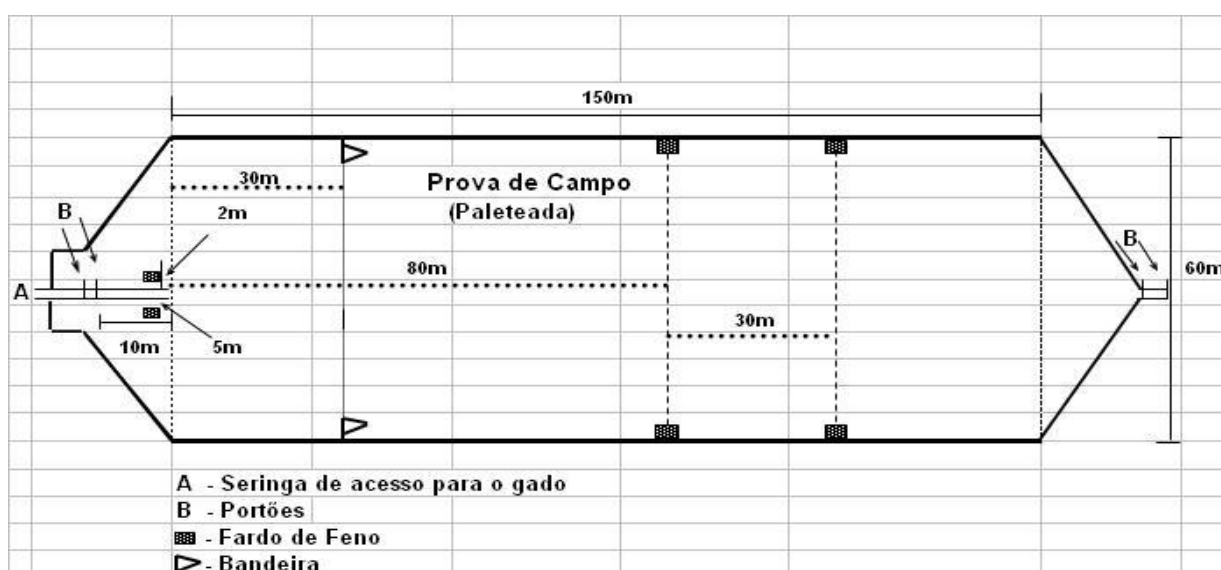 150m
30m
Prova de Campo
(Paleteada)
B
2m
80m
B
60m
A
30m
10m
5m
A - Seringa de acesso para o gado
B - Portões
- Fardo de Feno
- Bandeira